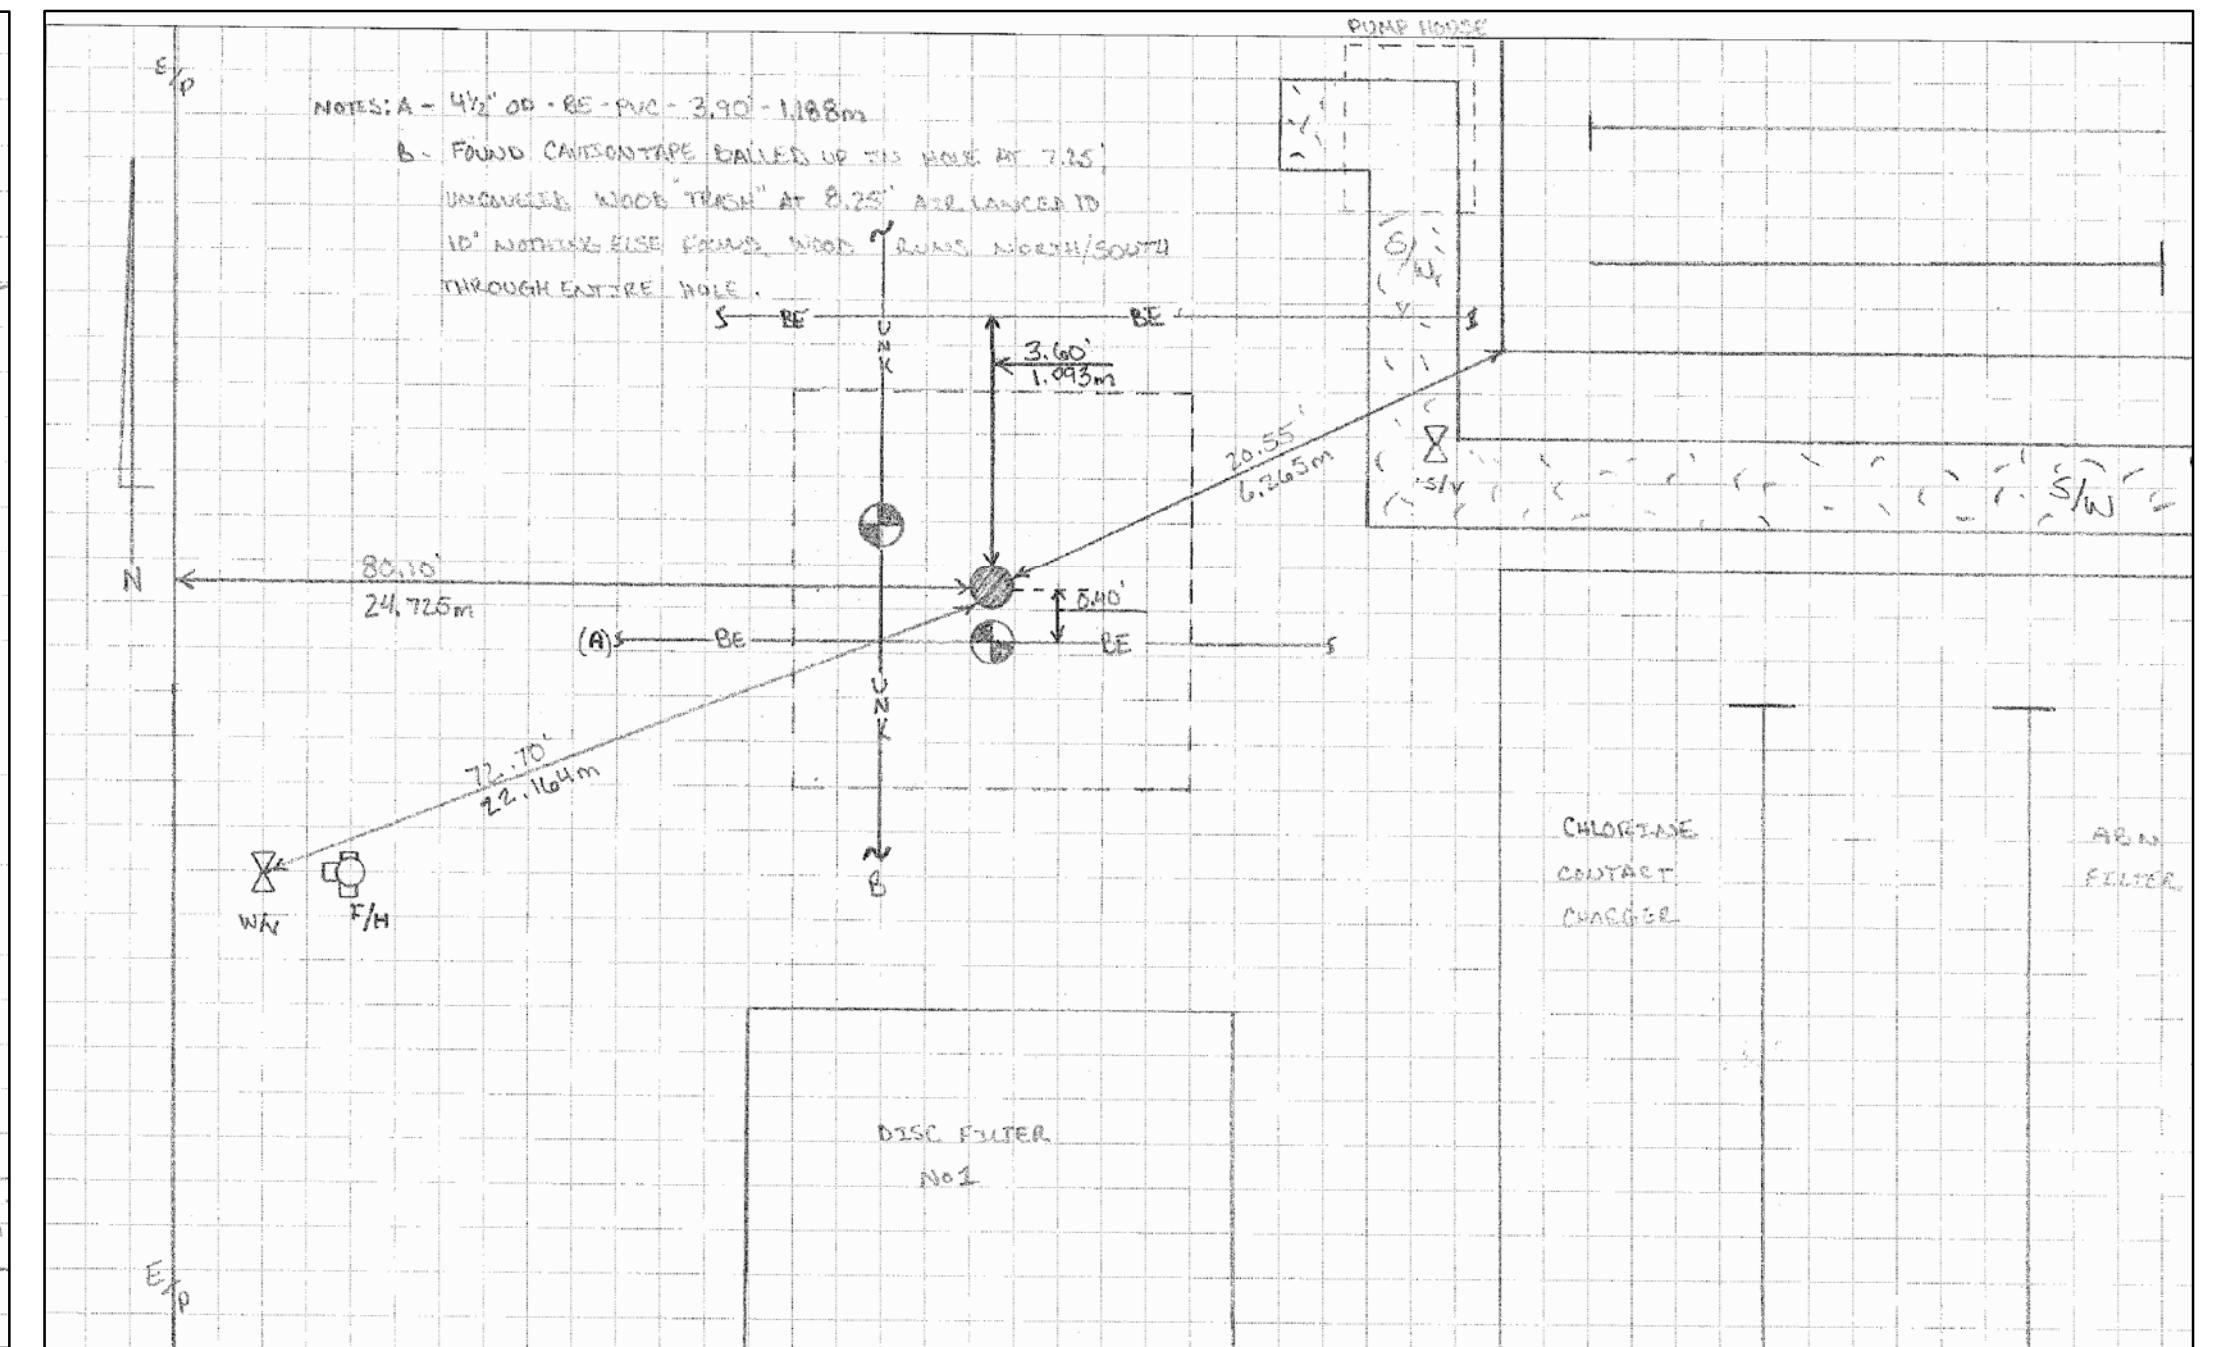 PUMP HOUSE
E/P
NOTES: A - 4½" OD - BE - PVC - 3.90' - 1.188m
B - FOUND CAUTION TAPE BALLED UP IN HOLE AT 7.25',
UNCOVERED WOOD "TRASH" AT 8.25' AIR LANCED TO
10' NOTHING ELSE FOUND, WOOD RUNS NORTH/SOUTH
THROUGH ENTIRE HOLE.
S/W
BE
BE
UNK
3.60'
1.093m
20.55'
6.265m
S/V
S/W
N
80.10'
24.725m
(A)
BE
BE
UNK
72.70'
22.164m
B
W/V
F/H
CHLORINE
CONTACT
FILTER
DISC FILTER
No 1
E/P